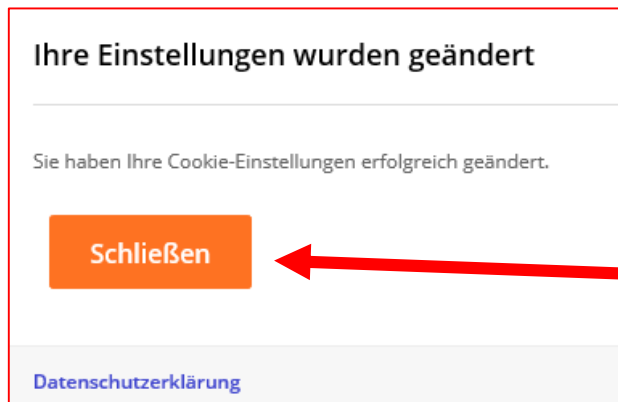 Ihre Einstellungen wurden geändert
Sie haben Ihre Cookie-Einstellungen erfolgreich geändert.
Schließen
Datenschutzerklärung